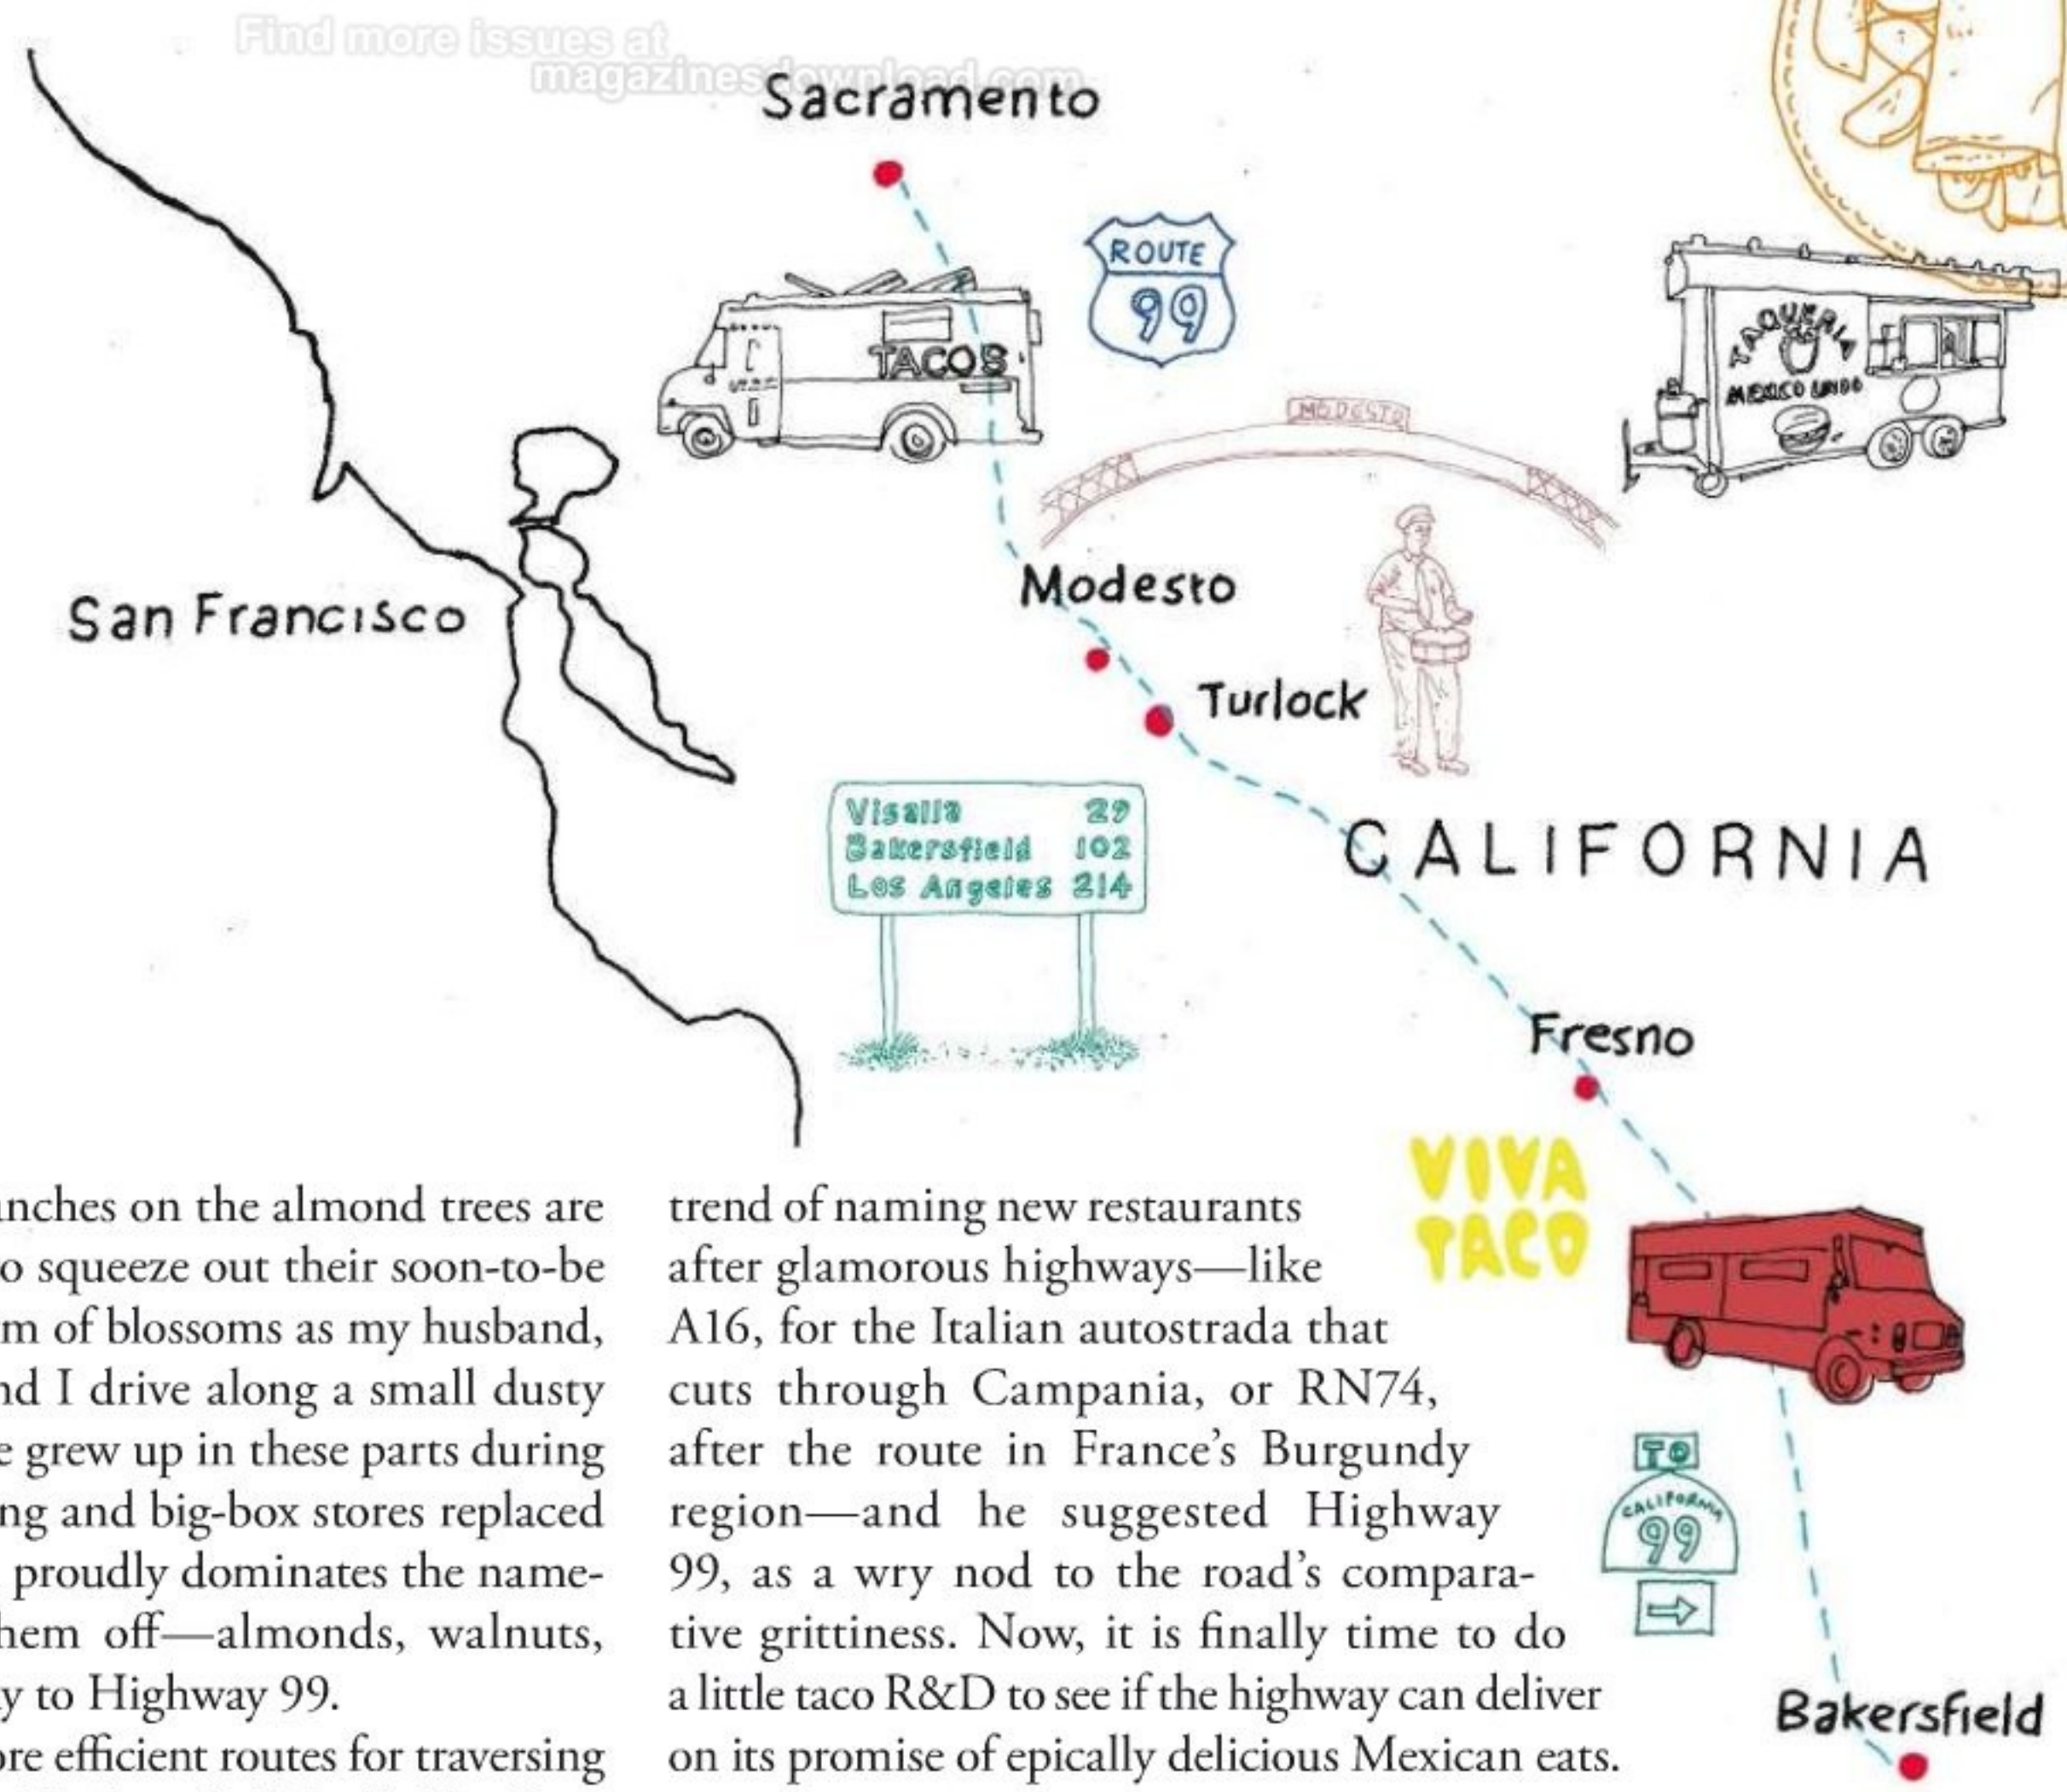 Find more issues at
magazinesdownload.com
Sacramento
ROUTE
99
TACOS
TAQUERIA
MEXICO LINDO
MODESTO
Modesto
San Francisco
Turlock
Visalia 29
Bakersfield 102
Los Angeles 214
CALIFORNIA
Fresno
VIVA
TACO
TO
CALIFORNIA
99
Bakersfield
nches on the almond trees are
o squeeze out their soon-to-be
m of blossoms as my husband,
nd I drive along a small dusty
e grew up in these parts during
ng and big-box stores replaced
proudly dominates the name-
hem off—almonds, walnuts,
y to Highway 99.
ore efficient routes for traversing
trend of naming new restaurants
after glamorous highways—like
A16, for the Italian autostrada that
cuts through Campania, or RN74,
after the route in France's Burgundy
region—and he suggested Highway
99, as a wry nod to the road's compara-
tive grittiness. Now, it is finally time to do
a little taco R&D to see if the highway can deliver
on its promise of epically delicious Mexican eats.